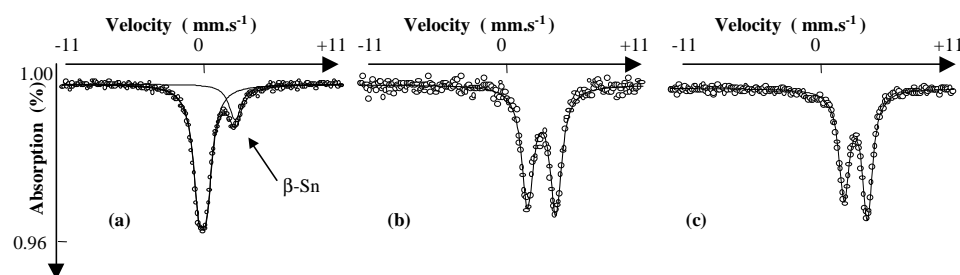 Velocity ( mm.s-1) Velocity ( mm.s-1) Velocity ( mm.s-1)
-11 0 +11 -11 0 +11 -11 0 +11
1.00
Absorption (%)
β-Sn
(a) (b) (c)
0.96